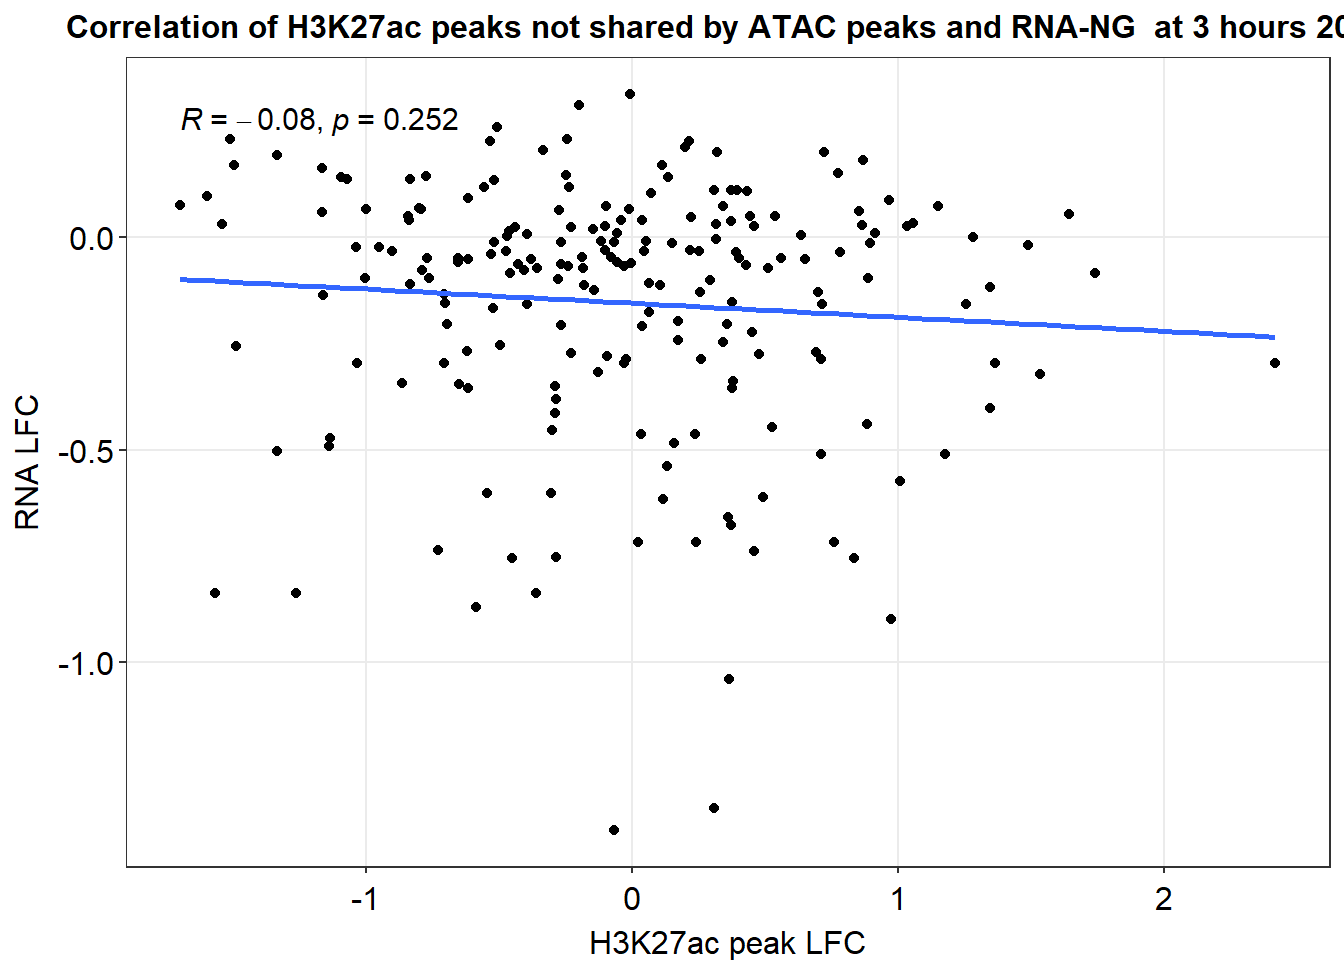 Correlation of H3K27ac peaks not shared by ATAC peaks and RNA-NG  at 3 hours 20
R = −0.08, p = 0.252
0.0
-0.5
-1.0
RNA LFC
-1
0
1
2
H3K27ac peak LFC